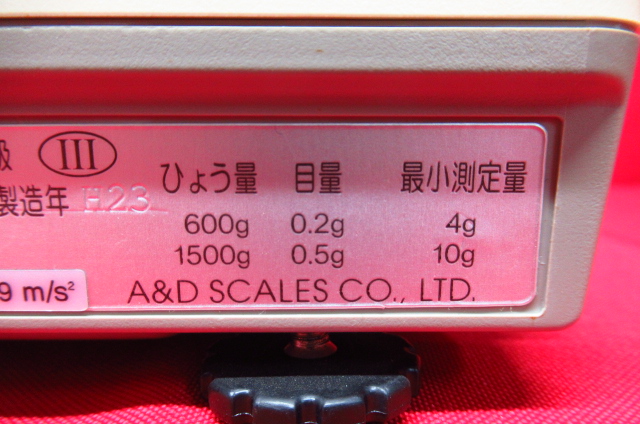 級 III
製造年 H23
ひょう量 目量 最小測定量
600g 0.2g 4g
1500g 0.5g 10g
9 m/s²
A&D SCALES CO., LTD.